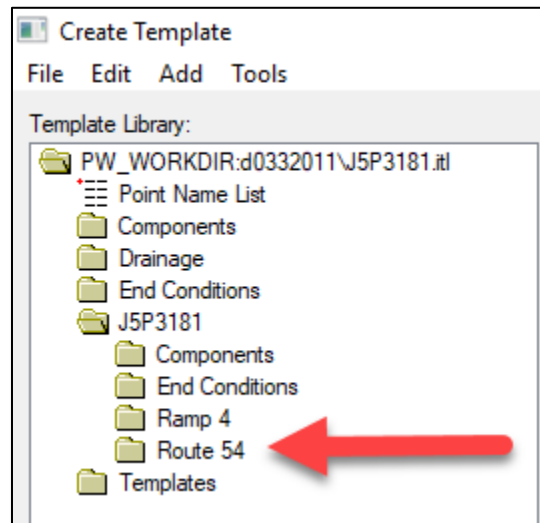 Create Template
File Edit Add Tools
Template Library:
PW_WORKDIR:d0332011\J5P3181.itl
Point Name List
Components
Drainage
End Conditions
J5P3181
Components
End Conditions
Ramp 4
Route 54
Templates